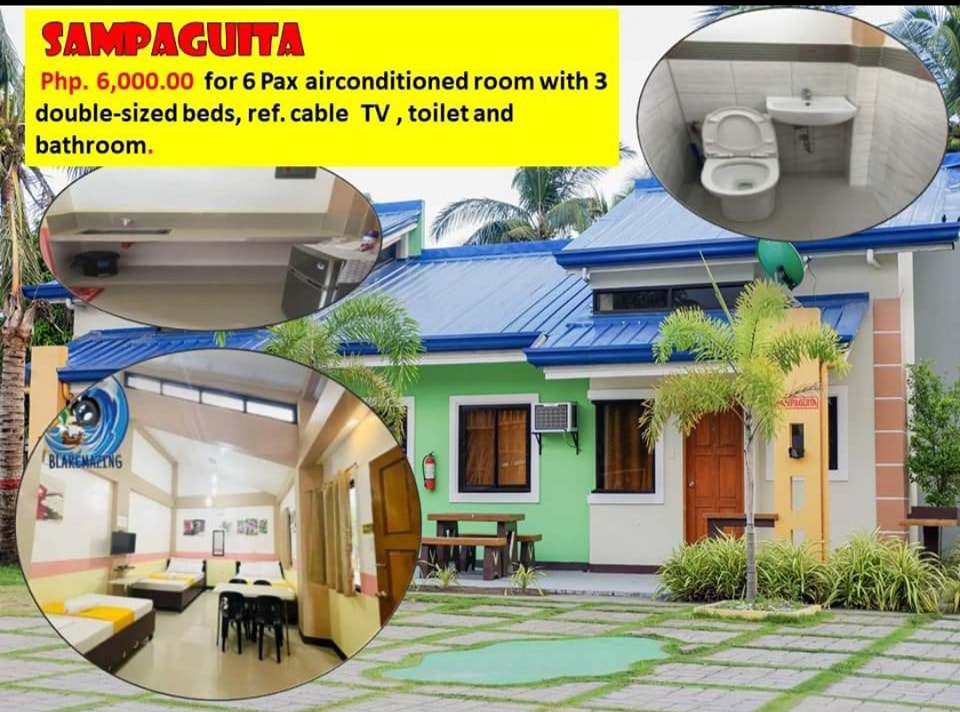 SAMPAGUITA
Php. 6,000.00 for 6 Pax airconditioned room with 3
double-sized beds, ref. cable TV , toilet and
bathroom.
BLAREMAZING
SAMPAGUITA